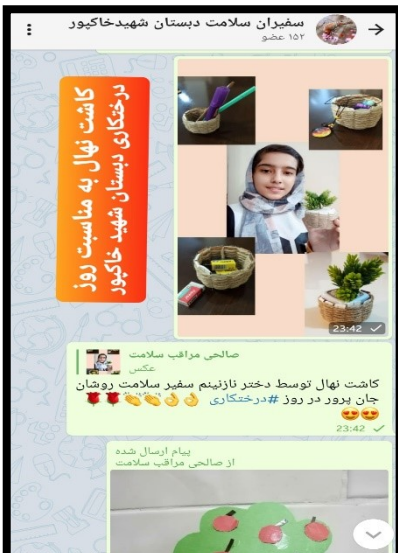 سفیران سلامت دبستان شهیدخاکپور
۱۵۲ عضو
کاشت نهال به مناسبت روز
درختکاری دبستان شهید خاکپور
23:42
صالحی مراقب سلامت
عکس
کاشت نهال توسط دختر نازنینم سفیر سلامت روشان
جان پرور در روز #درختکاری 👌👌👏👏🌹🌹
😍😍
23:42
پیام ارسال شده
از صالحی مراقب سلامت